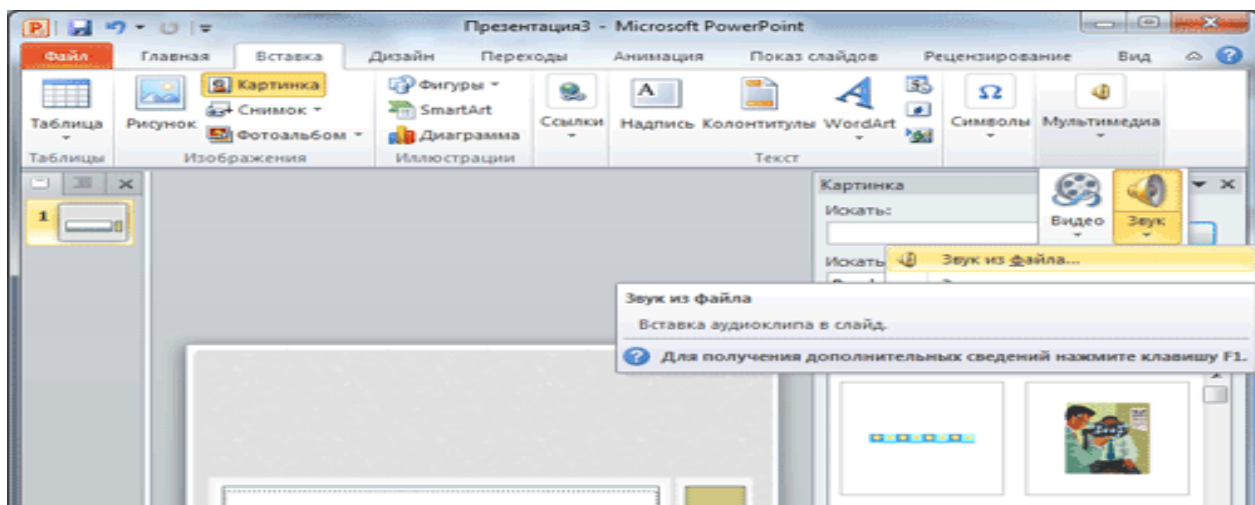 Презентация3 - Microsoft PowerPoint
Файл Главная Вставка Дизайн Переходы Анимация Показ слайдов Рецензирование Вид
Таблица
Рисунок
Картинка
Снимок
Фотоальбом
Фигуры
SmartArt
Диаграмма
Ссылки
Надпись Колонтитулы WordArt
Символы Мультимедиа
Таблицы Изображения Иллюстрации Текст
1
Картинка
Искать:
Видео Звук
Искать
Звук из файла...
Звук из файла
Вставка аудиоклипа в слайд.
Для получения дополнительных сведений нажмите клавишу F1.